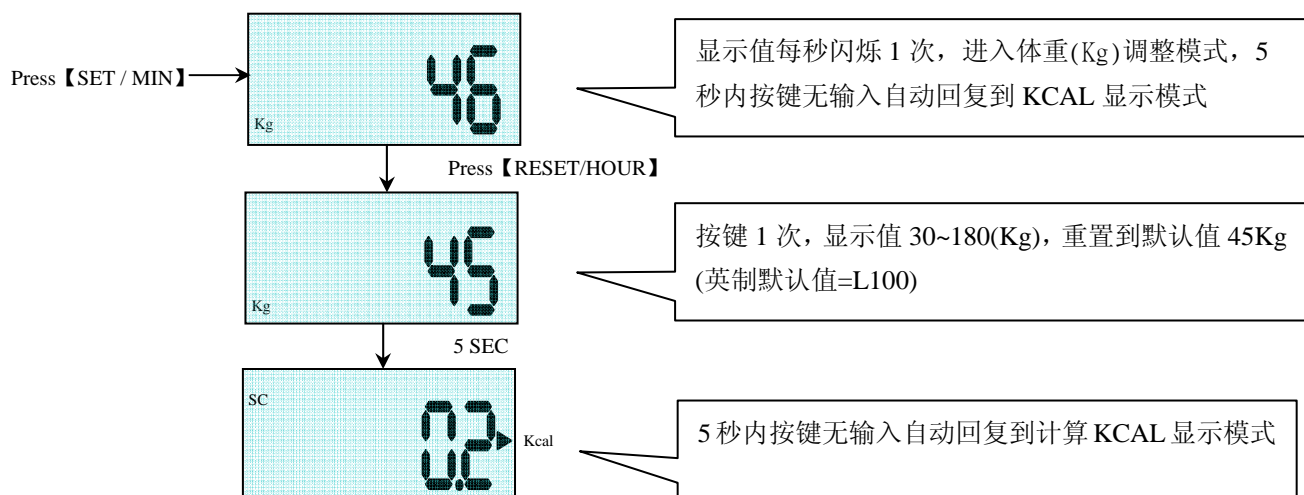 Press【SET / MIN】
46
Kg
显示值每秒闪烁 1 次，进入体重(Kg)调整模式，5
秒内按键无输入自动回复到 KCAL 显示模式
Press【RESET/HOUR】
45
Kg
按键 1 次，显示值 30~180(Kg)，重置到默认值 45Kg
(英制默认值=L100)
5 SEC
SC
0.2
Kcal
5 秒内按键无输入自动回复到计算 KCAL 显示模式